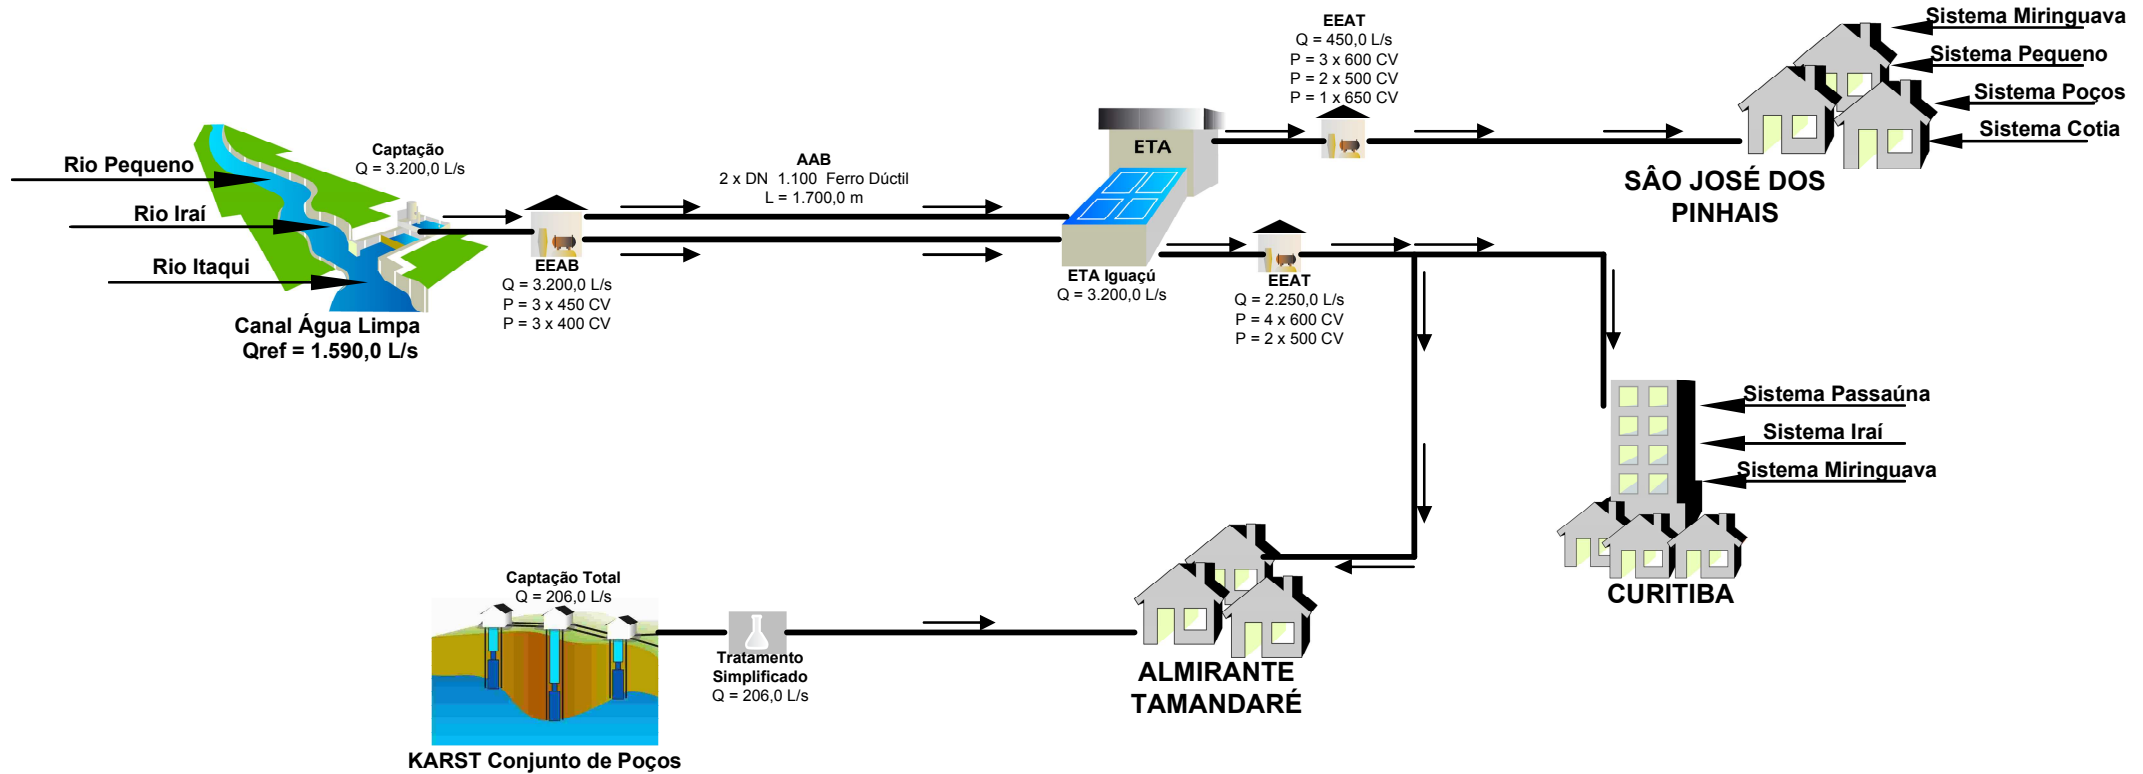 Rio Pequeno
Rio Iraí
Rio Itaqui
Canal Água Limpa
Qref = 1.590,0 L/s
Captação
Q = 3.200,0 L/s
EEAB
Q = 3.200,0 L/s
P = 3 x 450 CV
P = 3 x 400 CV
AAB
2 x DN 1.100 Ferro Dúctil
L = 1.700,0 m
ETA
ETA Iguaçú
Q = 3.200,0 L/s
EEAT
Q = 450,0 L/s
P = 3 x 600 CV
P = 2 x 500 CV
P = 1 x 650 CV
Sistema Miringuava
Sistema Pequeno
Sistema Poços
Sistema Cotia
SÂO JOSÉ DOS
PINHAIS
EEAT
Q = 2.250,0 L/s
P = 4 x 600 CV
P = 2 x 500 CV
Sistema Passaúna
Sistema Iraí
Sistema Miringuava
CURITIBA
Captação Total
Q = 206,0 L/s
KARST Conjunto de Poços
Tratamento
Simplificado
Q = 206,0 L/s
ALMIRANTE
TAMANDARÉ